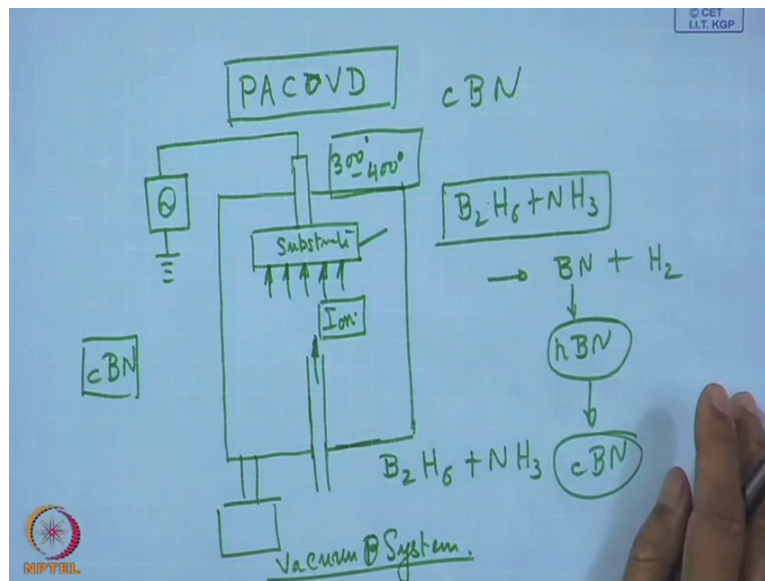 © CET
I.I.T. KGP
PACVD
cBN
300°
-400°
B2H6 + NH3
Substrate
→ BN + H2
Ion
hBN
cBN
B2H6 + NH3
cBN
Vacuum System.
NPTEL